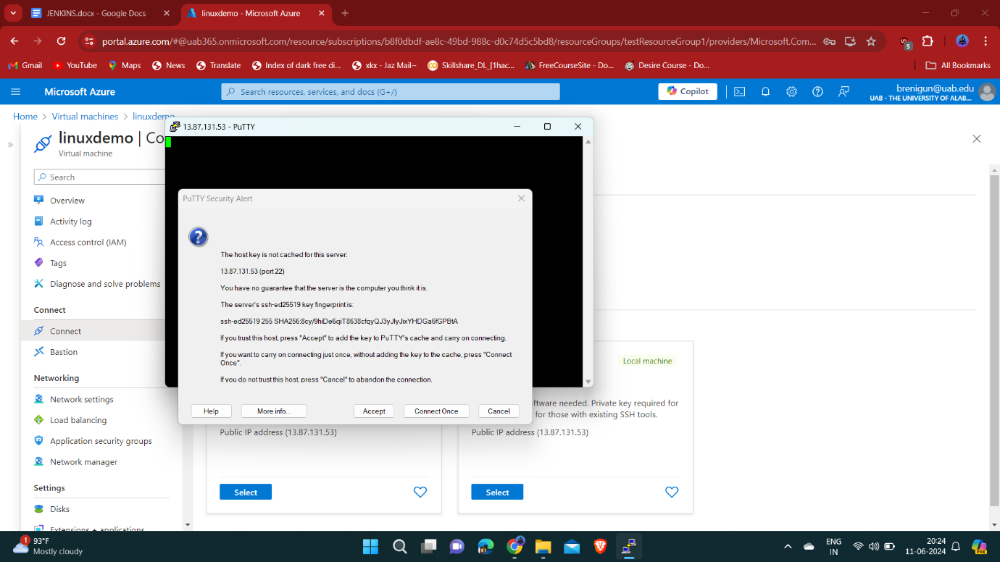 JENKINS.docx - Google Docs
linuxdemo - Microsoft Azure
portal.azure.com/#@uab365.onmicrosoft.com/resource/subscriptions/b8f0dbdf-ae8c-49bd-988c-d0c74d5c5bd8/resourceGroups/testResourceGroup1/providers/Microsoft.Com...
5
Gmail
YouTube
Maps
News
Translate
Index of dark free di...
xkx - Jaz Mail~
Skillshare_DL_[1hac...
FreeCourseSite - Do...
Desire Course - Do...
All Bookmarks
Microsoft Azure
Search resources, services, and docs (G+/)
Copilot
brenigun@uab.edu
UAB - THE UNIVERSITY OF ALAB...
Home > Virtual machines > linuxdemo
linuxdemo | Co
Virtual machine
Search
Overview
Activity log
Access control (IAM)
Tags
Diagnose and solve problems
Connect
Connect
Bastion
Networking
Network settings
Load balancing
Application security groups
Network manager
Settings
Disks
Extensions + applications
13.87.131.53 - PuTTY
PuTTY Security Alert
The host key is not cached for this server:
13.87.131.53 (port 22)
You have no guarantee that the server is the computer you think it is.
The server's ssh-ed25519 key fingerprint is:
ssh-ed25519 255 SHA256:8cy/9hiDe6qiT8638cfqyQJ3yJlyJixYHDGa6fGPBtA
If you trust this host, press "Accept" to add the key to PuTTY's cache and carry on connecting.
If you want to carry on connecting just once, without adding the key to the cache, press "Connect
Once".
If you do not trust this host, press "Cancel" to abandon the connection.
Help
More info...
Accept
Connect Once
Cancel
Public IP address (13.87.131.53)
Select
Local machine
ftware needed. Private key required for
for those with existing SSH tools.
Public IP address (13.87.131.53)
Select
1
93°F
Mostly cloudy
ENG
IN
20:24
11-06-2024
PRE